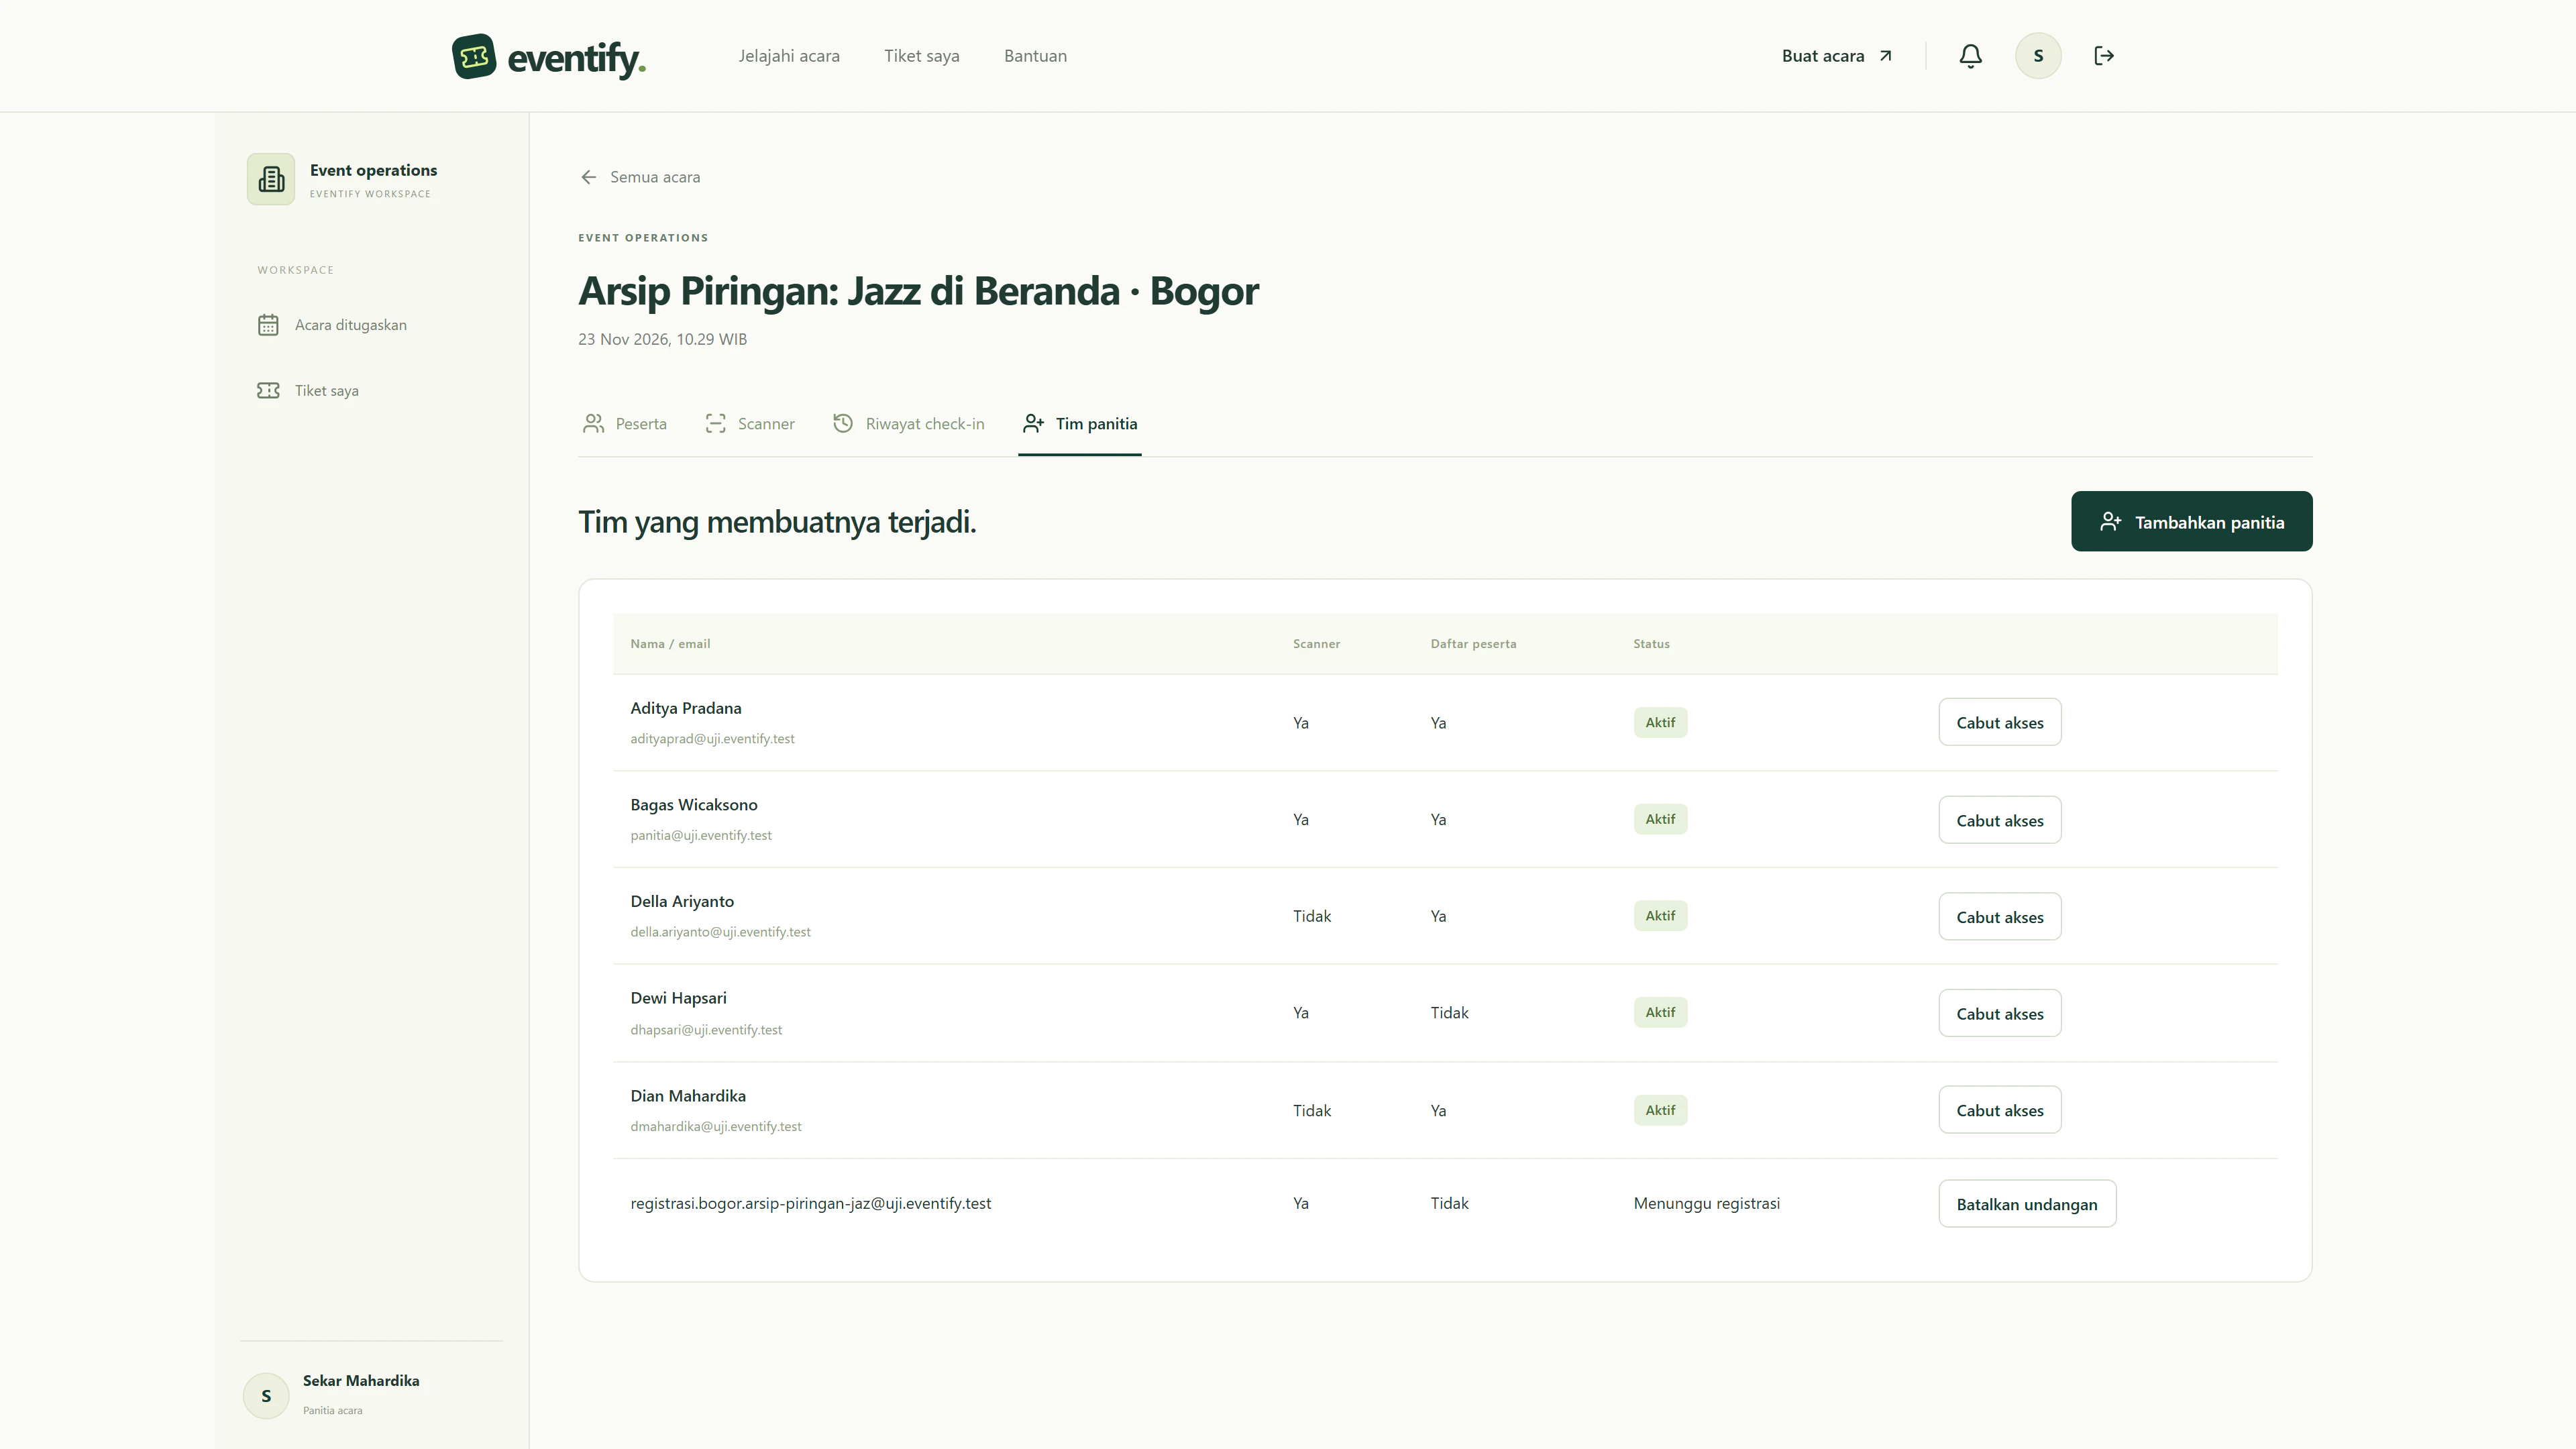 eventify.
Jelajahi acara
Tiket saya
Bantuan
Buat acara
S
Event operations
EVENTIFY WORKSPACE
WORKSPACE
Acara ditugaskan
Tiket saya
Semua acara
EVENT OPERATIONS
Arsip Piringan: Jazz di Beranda · Bogor
23 Nov 2026, 10.29 WIB
Peserta
Scanner
Riwayat check-in
Tim panitia
Tim yang membuatnya terjadi.
Tambahkan panitia
Nama / email Scanner Daftar peserta Status
Aditya Pradana
adityaprad@uji.eventify.test
Ya Ya Aktif Cabut akses
Bagas Wicaksono
panitia@uji.eventify.test
Ya Ya Aktif Cabut akses
Della Ariyanto
della.ariyanto@uji.eventify.test
Tidak Ya Aktif Cabut akses
Dewi Hapsari
dhapsari@uji.eventify.test
Ya Tidak Aktif Cabut akses
Dian Mahardika
dmahardika@uji.eventify.test
Tidak Ya Aktif Cabut akses
registrasi.bogor.arsip-piringan-jaz@uji.eventify.test Ya Tidak Menunggu registrasi Batalkan undangan
S
Sekar Mahardika
Panitia acara